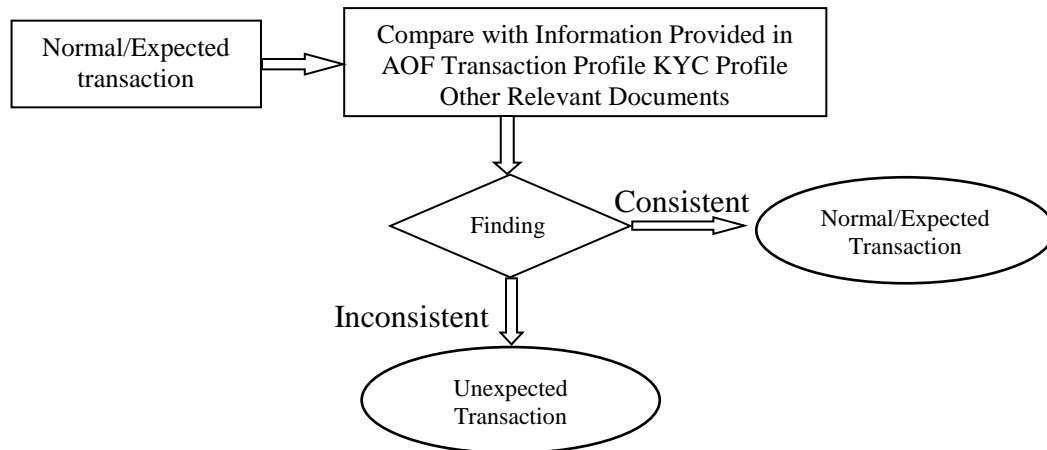 Normal/Expected
transaction
Compare with Information Provided in
AOF Transaction Profile KYC Profile
Other Relevant Documents
Finding
Consistent
Normal/Expected
Transaction
Inconsistent
Unexpected
Transaction